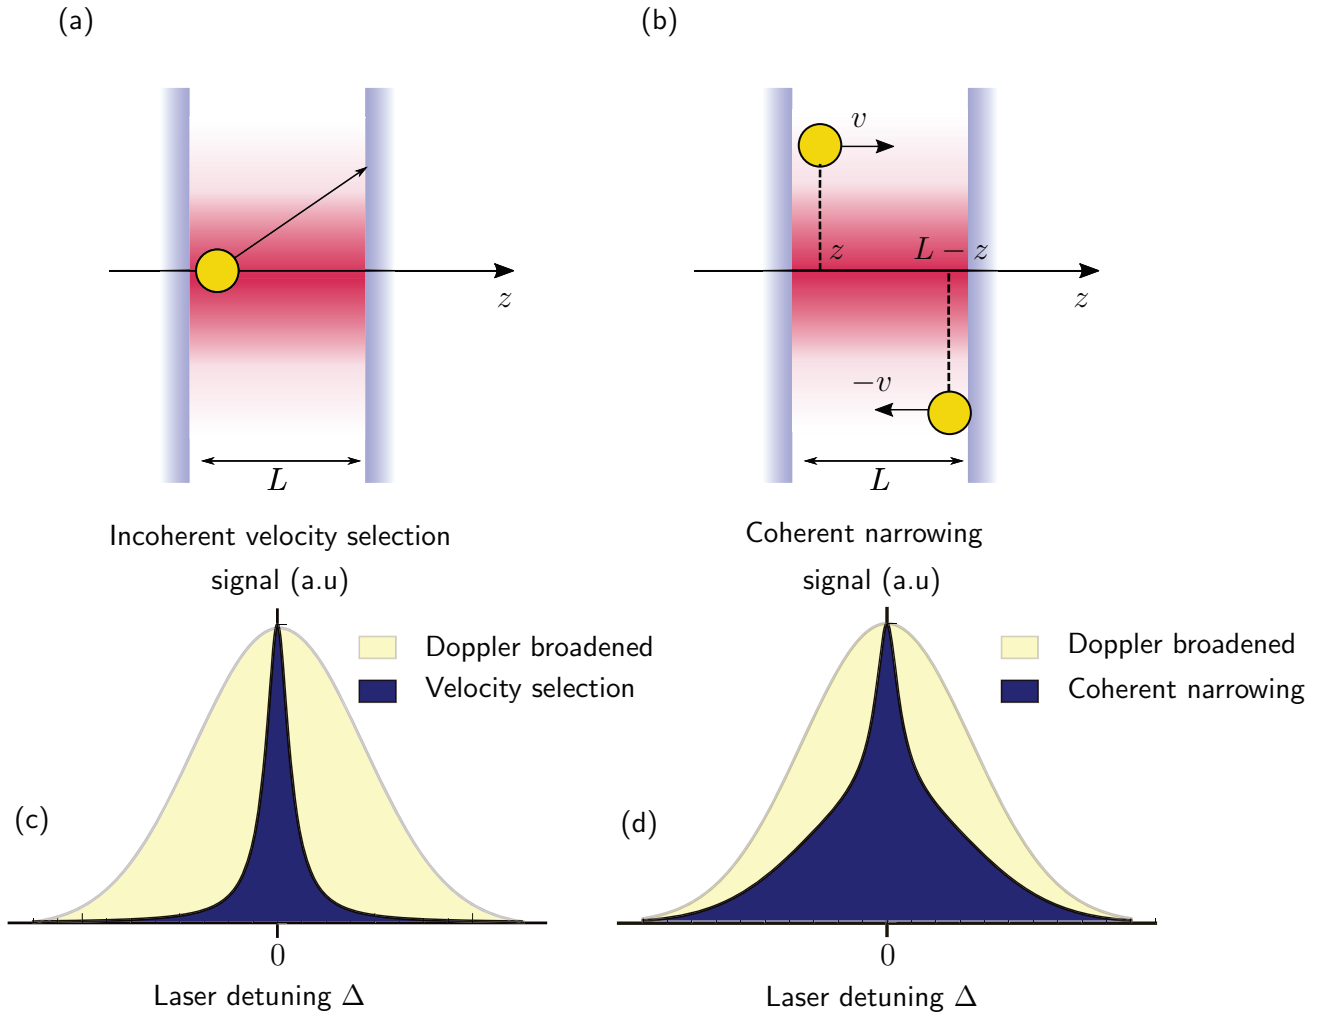 (a)
z
L
Incoherent velocity selection
(b)
v
z
L − z
z
−v
L
Coherent narrowing
signal (a.u)
Doppler broadened
Velocity selection
(c)
0
Laser detuning Δ
signal (a.u)
Doppler broadened
Coherent narrowing
(d)
0
Laser detuning Δ